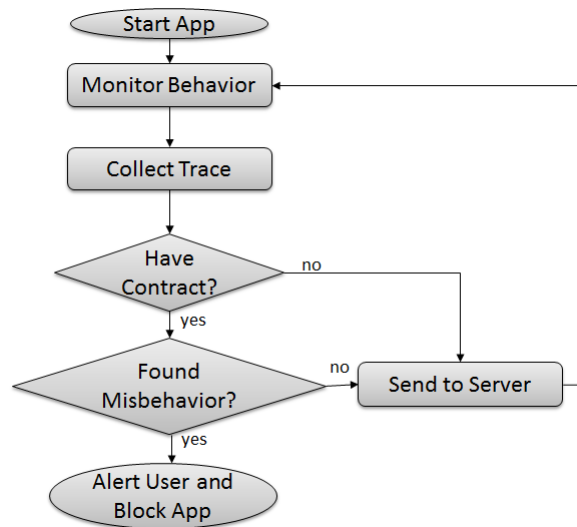 Start App
Monitor Behavior
Collect Trace
Have
Contract?
no
yes
Found
Misbehavior?
no
Send to Server
yes
Alert User and
Block App